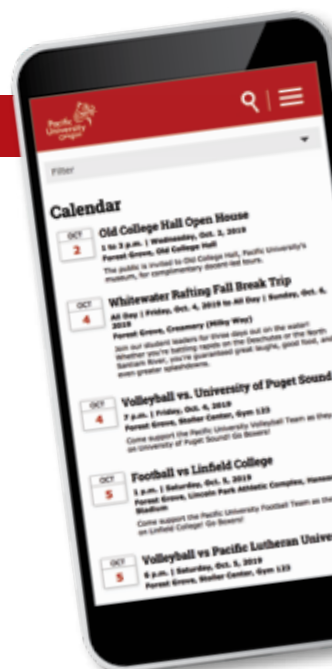 Pacific
University
Oregon
Filter
Calendar
OCT
2
Old College Hall Open House
1 to 3 p.m. | Wednesday, Oct. 2, 2019
Forest Grove, Old College Hall
The public is invited to Old College Hall, Pacific University's
museum, for complimentary docent-led tours.
OCT
4
Whitewater Rafting Fall Break Trip
All Day | Friday, Oct. 4, 2019 to All Day | Sunday, Oct. 6,
2019
Forest Grove, Creamery (Milky Way)
Join our student leaders for three days out on the water!
Whether you're battling rapids on the Deschutes or the North
Santiam River, you're guaranteed great laughs, good food, and
even greater splashdowns.
OCT
4
Volleyball vs. University of Puget Sound
7 p.m. | Friday, Oct. 4, 2019
Forest Grove, Stoller Center, Gym 123
Come support the Pacific University Volleyball Team as they
on University of Puget Sound! Go Boxers!
OCT
5
Football vs Linfield College
1 p.m. | Saturday, Oct. 5, 2019
Forest Grove, Lincoln Park Athletic Complex,
Stadium
Come support the Pacific University Football Team as the
on Linfield College! Go Boxers!
OCT
5
Volleyball vs Pacific Lutheran Unive
6 p.m. | Saturday, Oct. 5, 2019
Forest Grove, Stoller Center, Gym 123